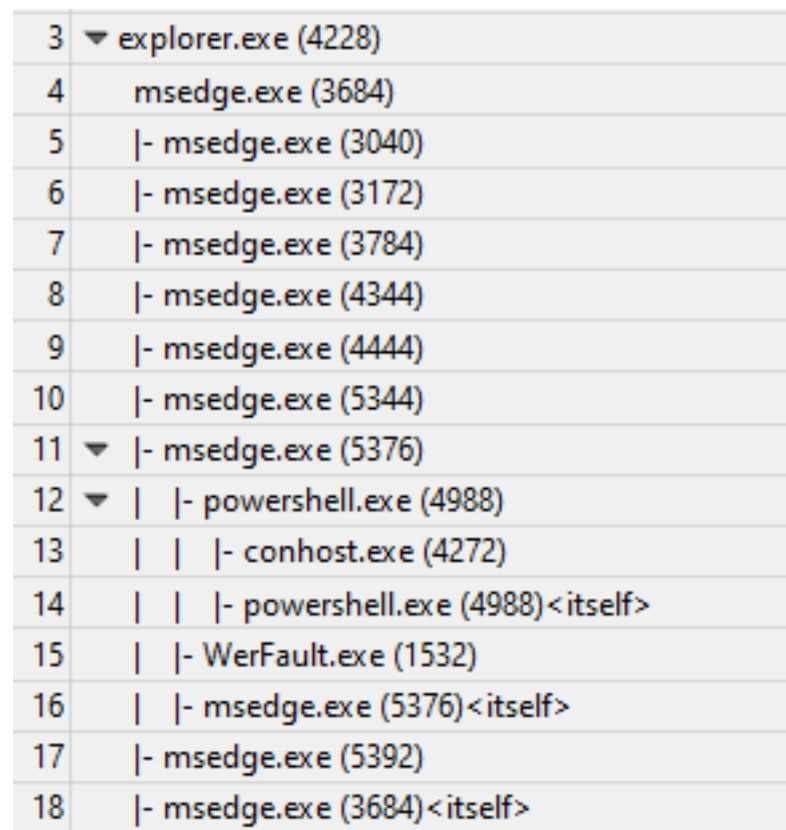 3 explorer.exe (4228)
4 msedge.exe (3684)
5 |- msedge.exe (3040)
6 |- msedge.exe (3172)
7 |- msedge.exe (3784)
8 |- msedge.exe (4344)
9 |- msedge.exe (4444)
10 |- msedge.exe (5344)
11 |- msedge.exe (5376)
12 | |- powershell.exe (4988)
13 | | |- conhost.exe (4272)
14 | | |- powershell.exe (4988)<itself>
15 | |- WerFault.exe (1532)
16 | |- msedge.exe (5376)<itself>
17 |- msedge.exe (5392)
18 |- msedge.exe (3684)<itself>